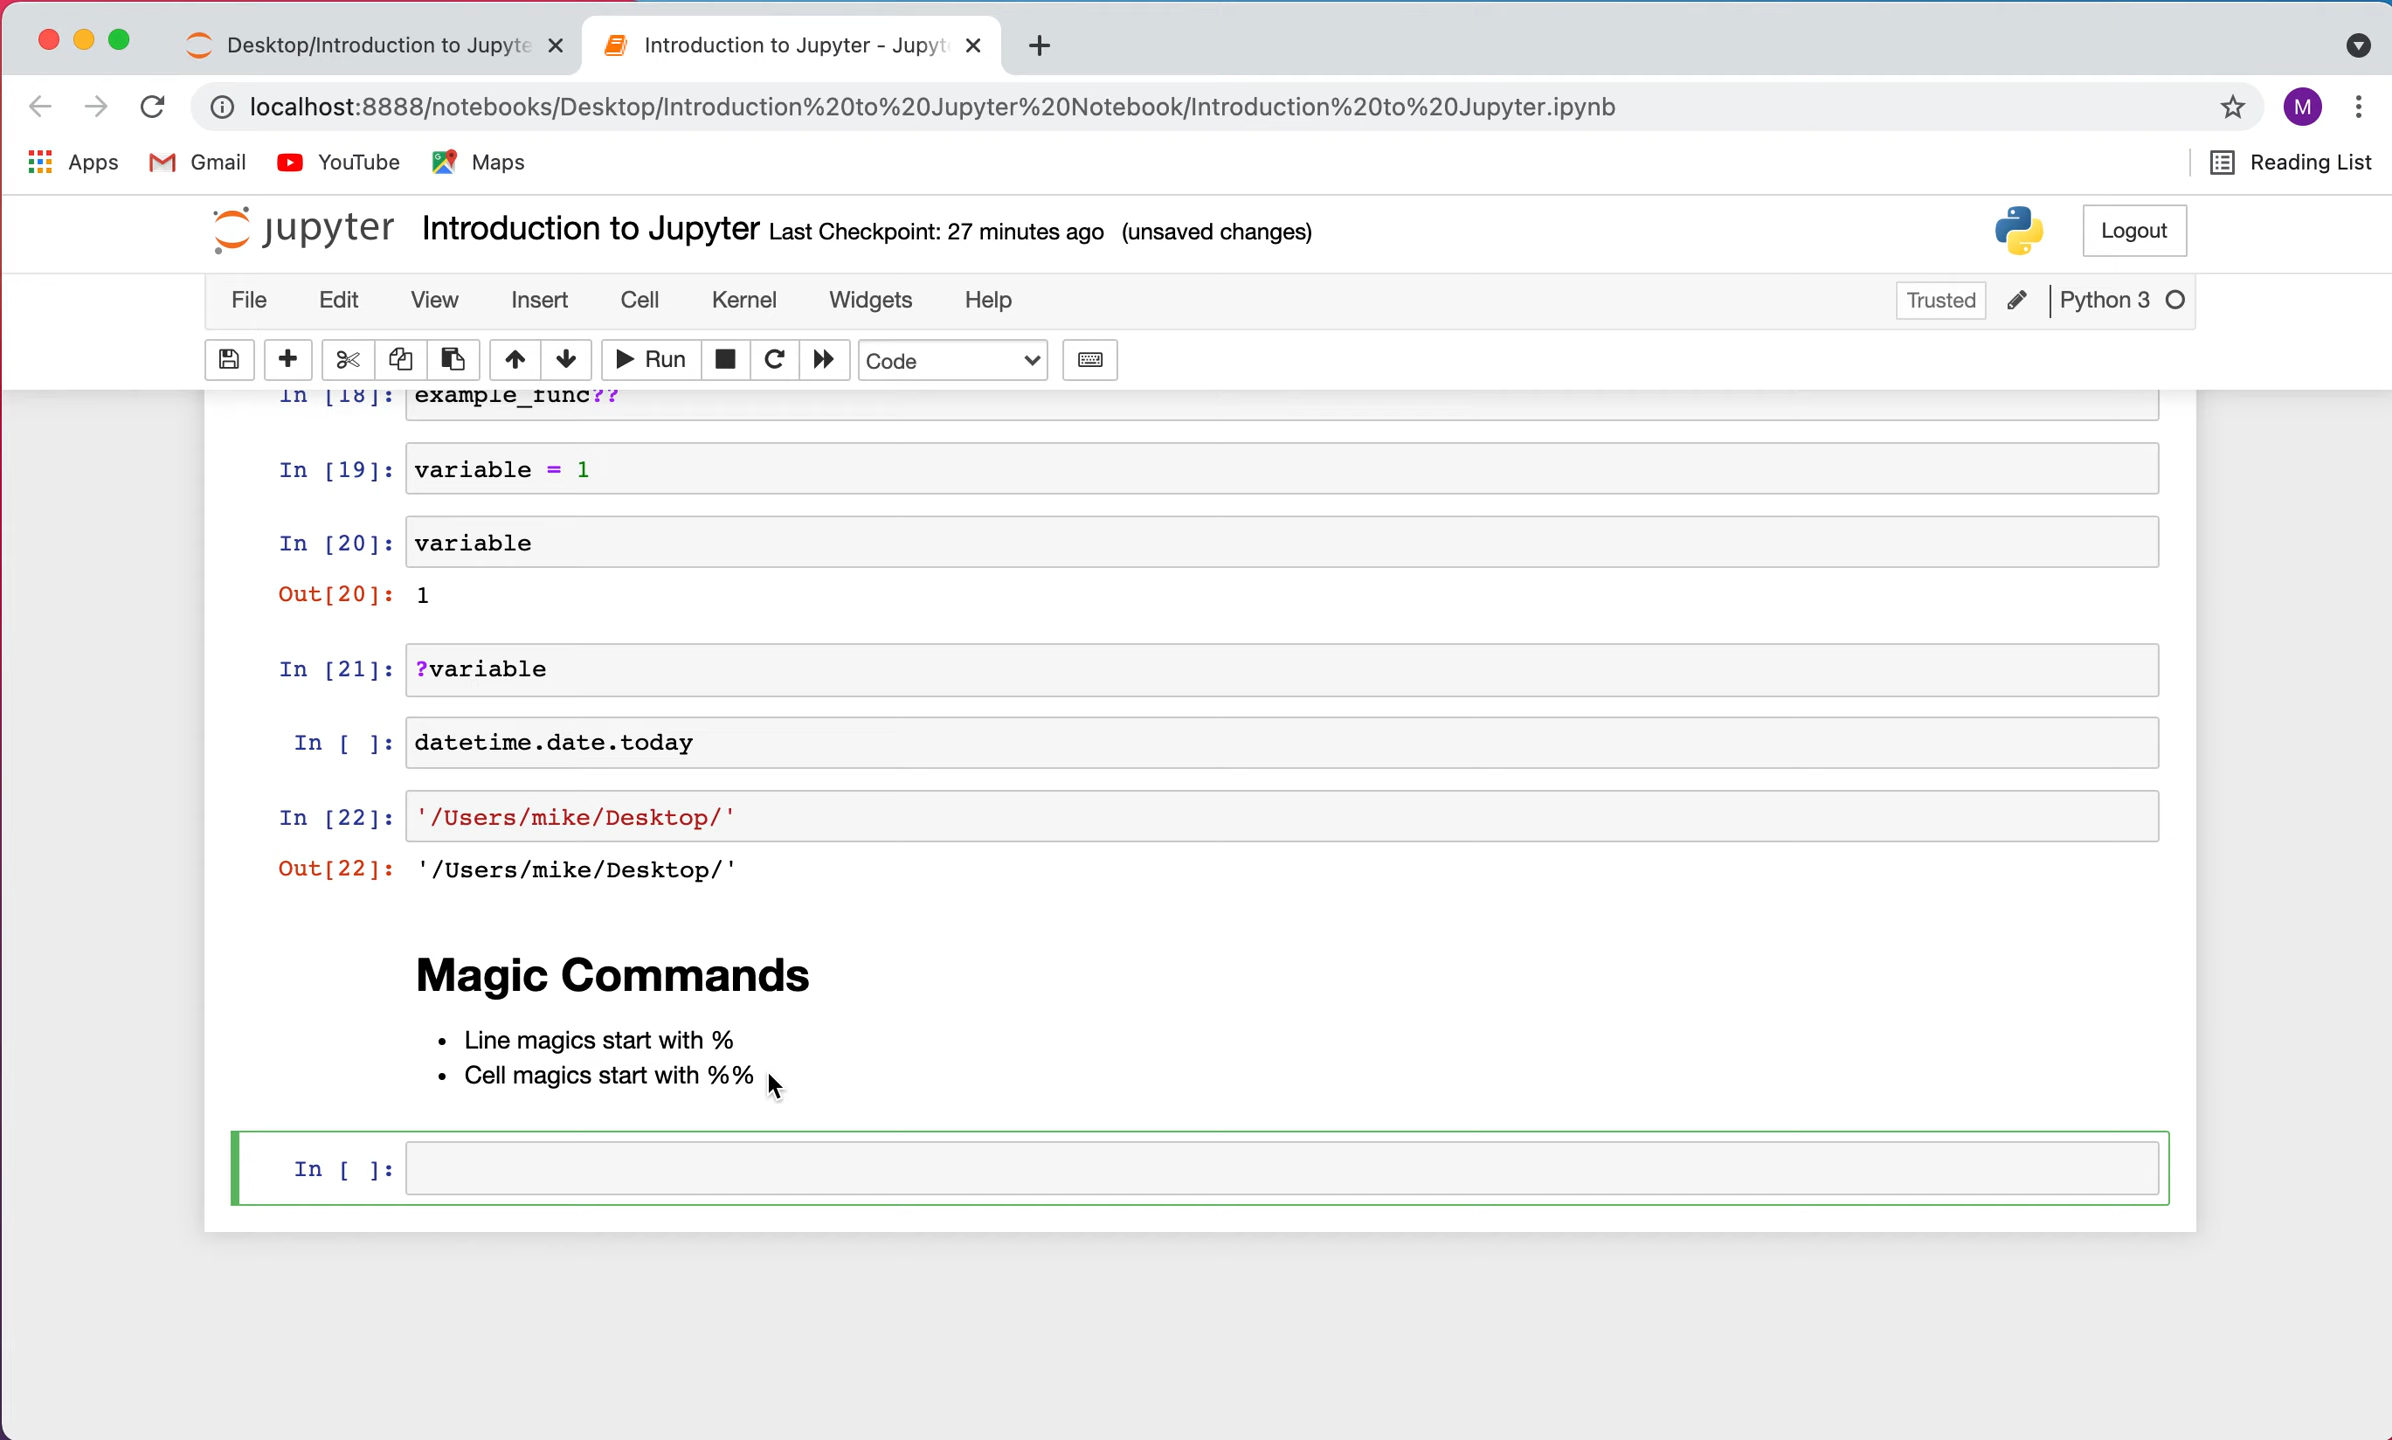 Desktop/Introduction to Jupyte
Introduction to Jupyter - Jupyt
localhost:8888/notebooks/Desktop/Introduction%20to%20Jupyter%20Notebook/Introduction%20to%20Jupyter.ipynb
M
Apps
Gmail
YouTube
Maps
Reading List
jupyter
Introduction to Jupyter Last Checkpoint: 27 minutes ago (unsaved changes)
Logout
File Edit View Insert Cell Kernel Widgets Help
Trusted
Python 3
Run
Code
In [18]: example_func??
In [19]: variable = 1
In [20]: variable
Out[20]: 1
In [21]: ?variable
In [ ]: datetime.date.today
In [22]: '/Users/mike/Desktop/'
Out[22]: '/Users/mike/Desktop/'
Magic Commands
• Line magics start with %
• Cell magics start with %%
In [ ]: